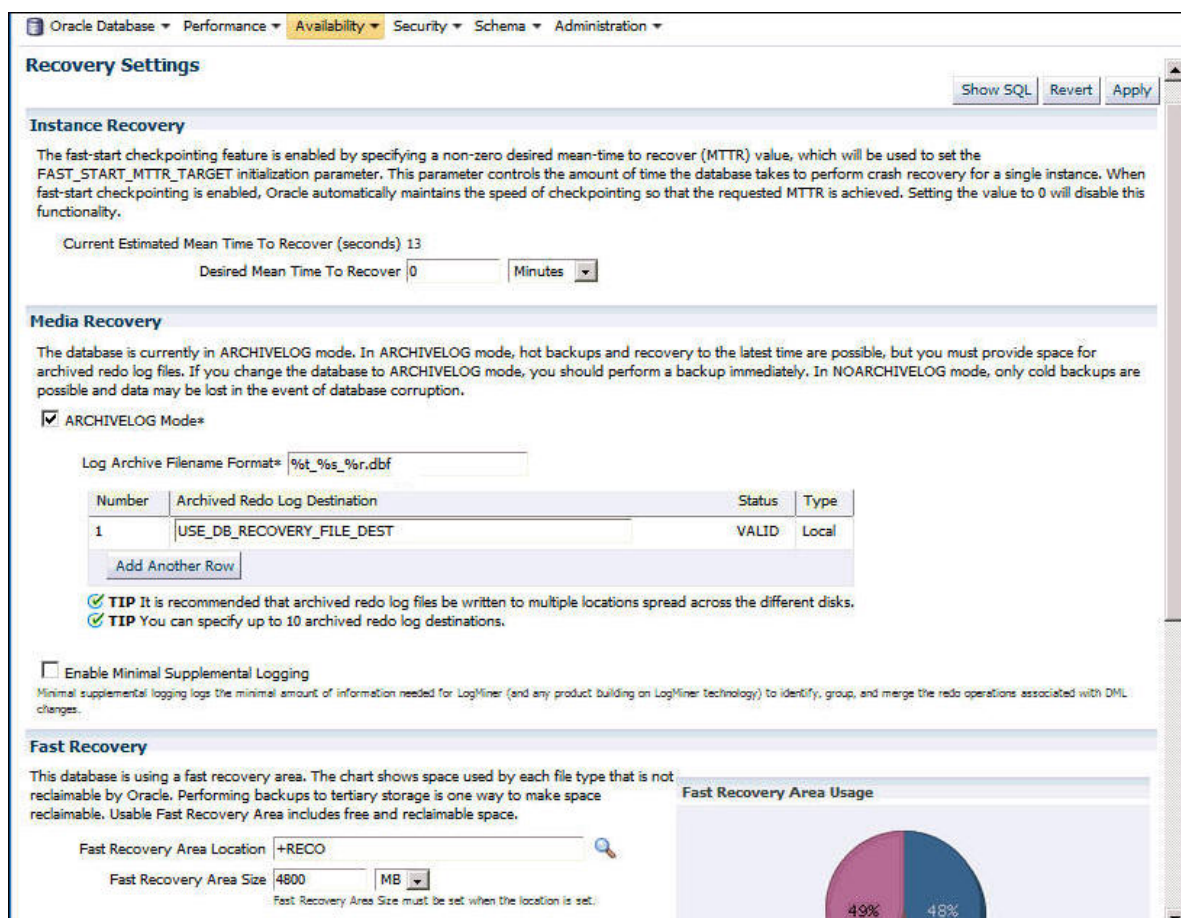 Oracle Database Performance Availability Security Schema Administration
Recovery Settings
Show SQL Revert Apply
Instance Recovery
The fast-start checkpointing feature is enabled by specifying a non-zero desired mean-time to recover (MTTR) value, which will be used to set the
FAST_START_MTTR_TARGET initialization parameter. This parameter controls the amount of time the database takes to perform crash recovery for a single instance. When
fast-start checkpointing is enabled, Oracle automatically maintains the speed of checkpointing so that the requested MTTR is achieved. Setting the value to 0 will disable this
functionality.
Current Estimated Mean Time To Recover (seconds) 13
Desired Mean Time To Recover 0 Minutes
Media Recovery
The database is currently in ARCHIVELOG mode. In ARCHIVELOG mode, hot backups and recovery to the latest time are possible, but you must provide space for
archived redo log files. If you change the database to ARCHIVELOG mode, you should perform a backup immediately. In NOARCHIVELOG mode, only cold backups are
possible and data may be lost in the event of database corruption.
ARCHIVELOG Mode*
Log Archive Filename Format* %t_%s_%r.dbf
Number Archived Redo Log Destination Status Type
1 USE_DB_RECOVERY_FILE_DEST VALID Local
Add Another Row
TIP It is recommended that archived redo log files be written to multiple locations spread across the different disks.
TIP You can specify up to 10 archived redo log destinations.
Enable Minimal Supplemental Logging
Minimal supplemental logging logs the minimal amount of information needed for LogMiner (and any product building on LogMiner technology) to identify, group, and merge the redo operations associated with DML
changes.
Fast Recovery
This database is using a fast recovery area. The chart shows space used by each file type that is not
reclaimable by Oracle. Performing backups to tertiary storage is one way to make space
reclaimable. Usable Fast Recovery Area includes free and reclaimable space.
Fast Recovery Area Location +RECO
Fast Recovery Area Size 4800 MB
Fast Recovery Area Size must be set when the location is set.
Fast Recovery Area Usage
49% 48%